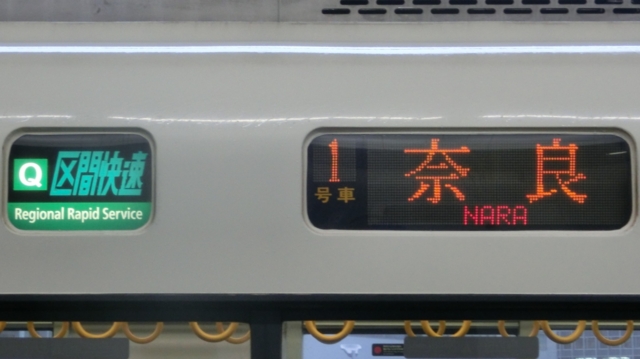 Q 区間快速
Regional Rapid Service
1 号車
奈良
NARA